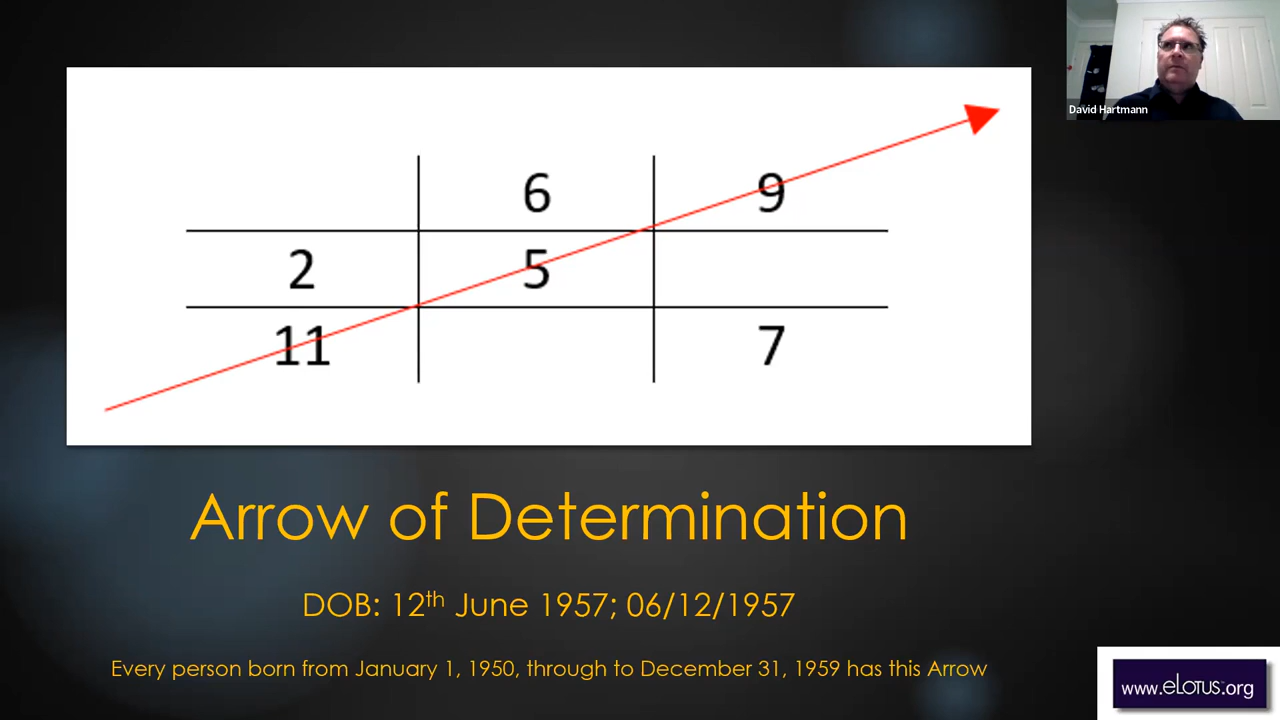 David Hartmann
6 9
2 5
11 7
Arrow of Determination
DOB: 12th June 1957; 06/12/1957
Every person born from January 1, 1950, through to December 31, 1959 has this Arrow
www.eLOTUS.org